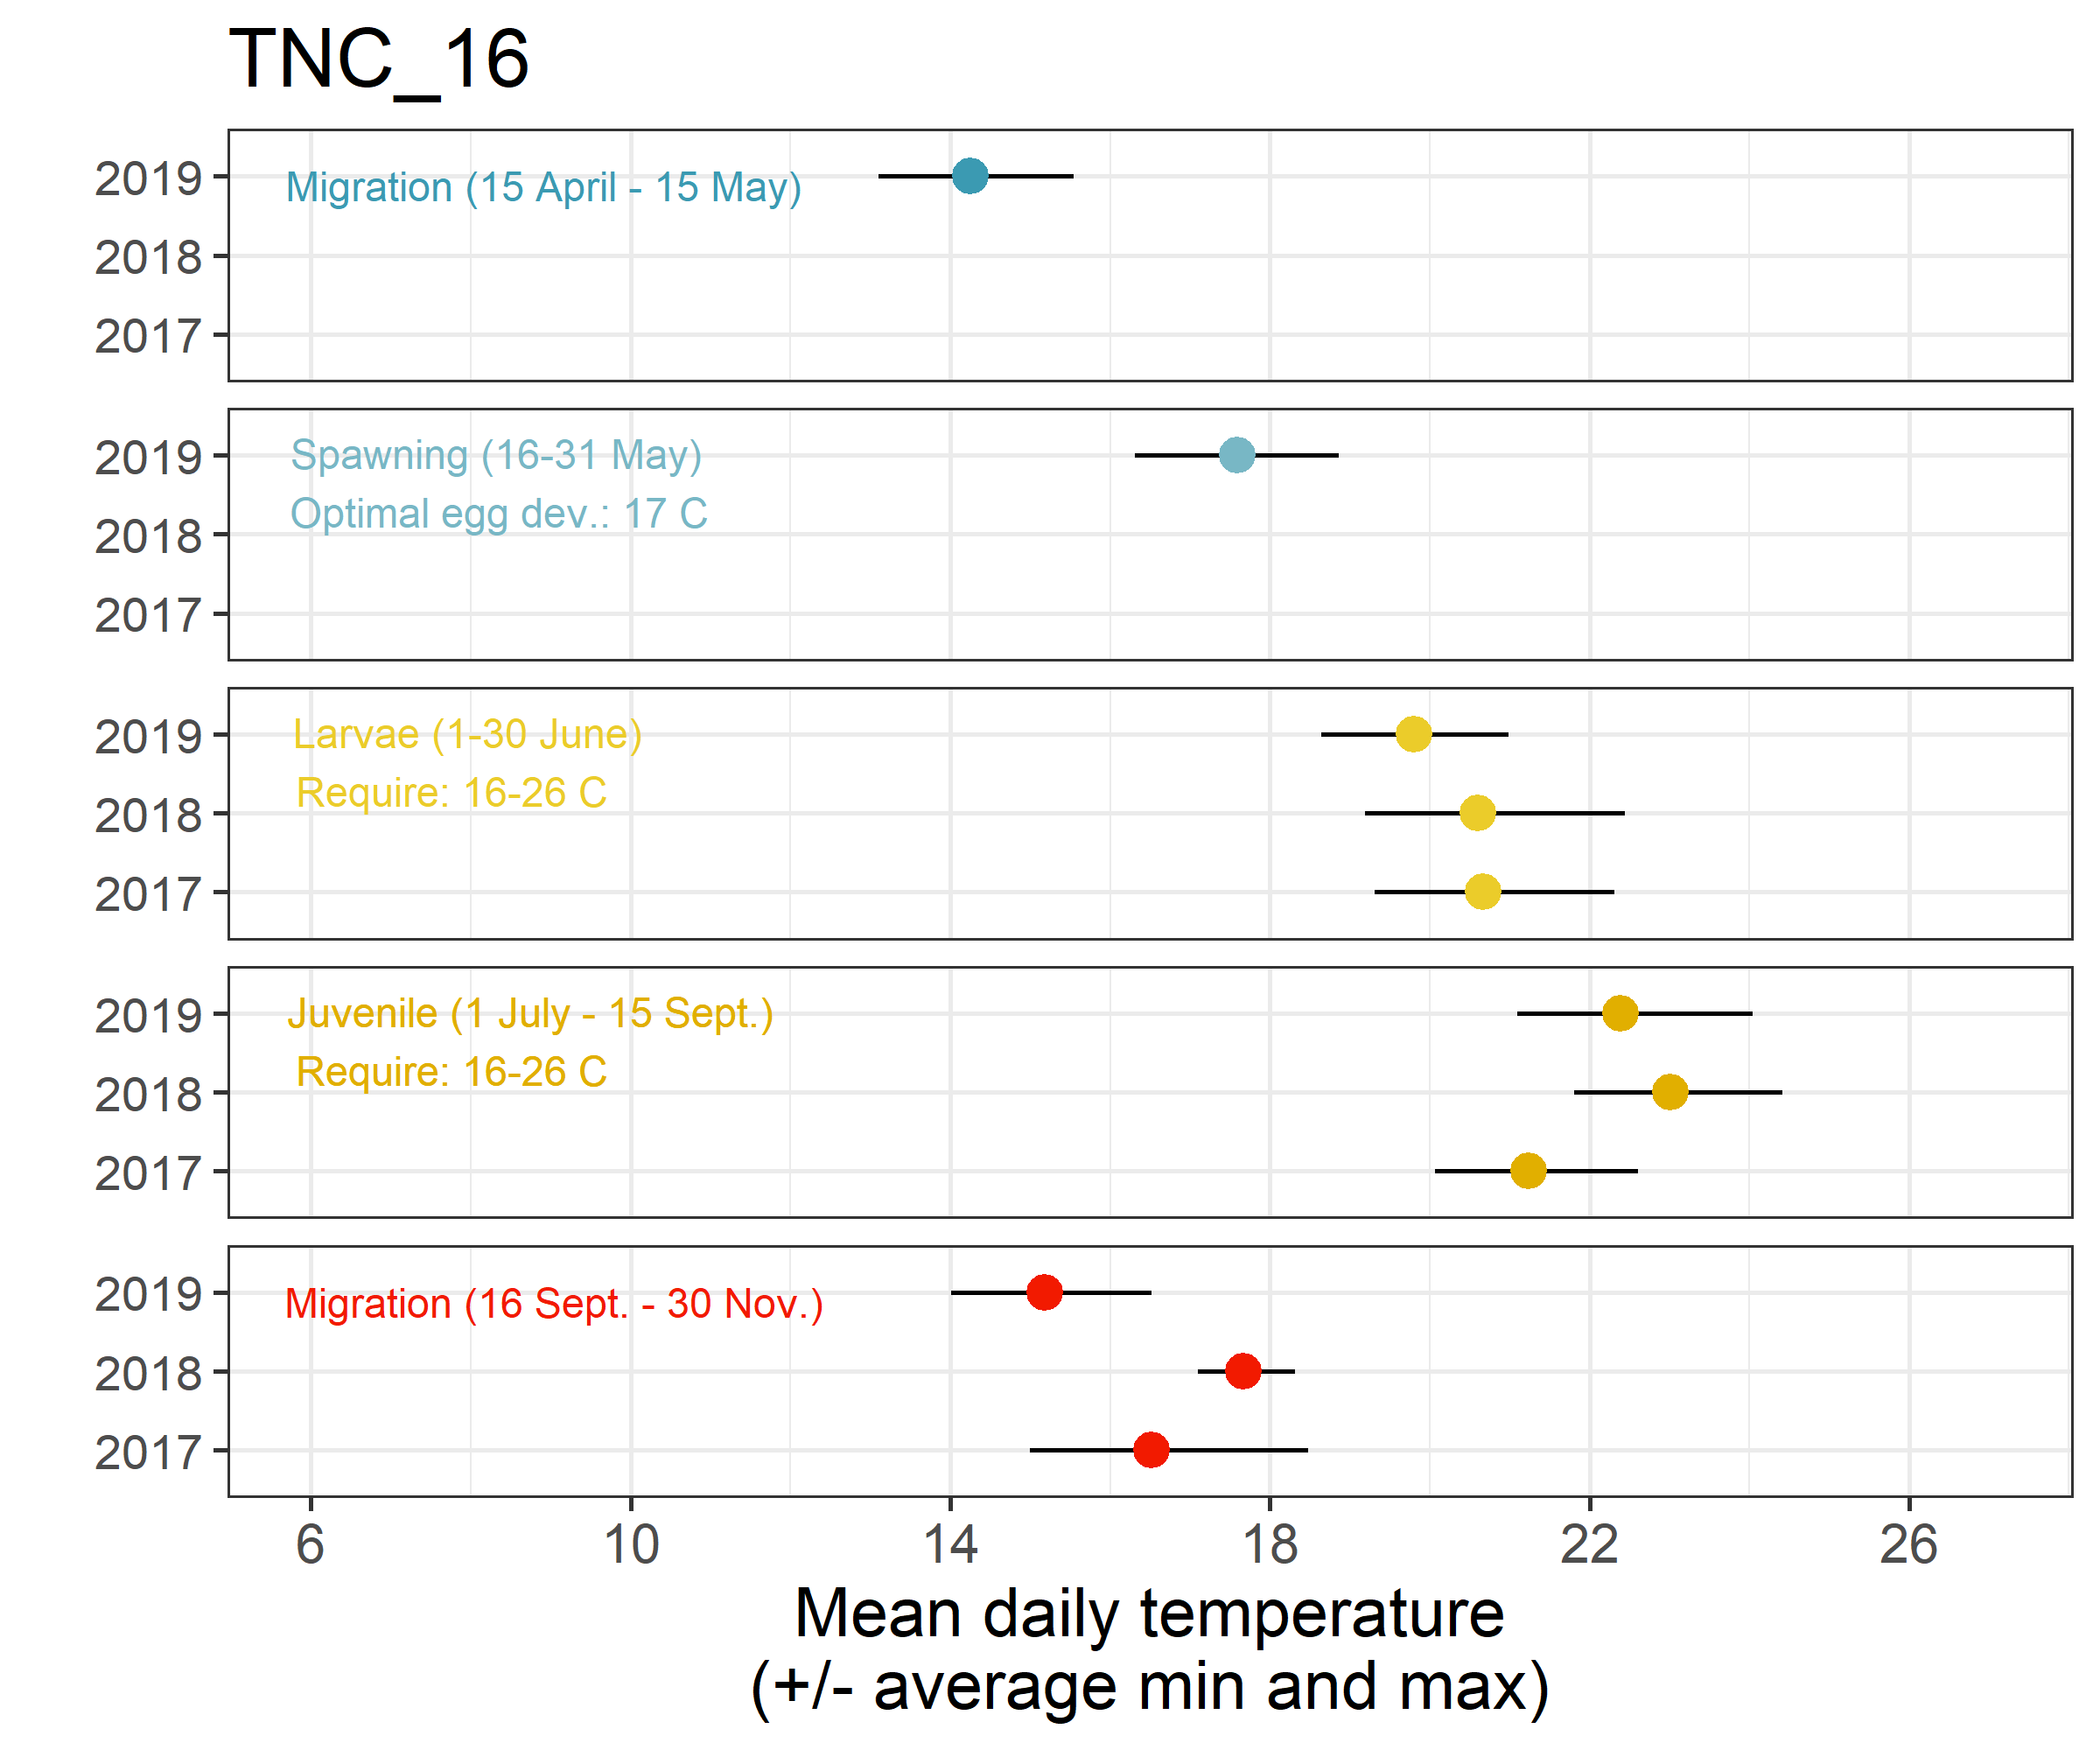 TNC_16
2019
Migration (15 April - 15 May)
2018
2017
2019
Spawning (16-31 May)
Optimal egg dev.: 17 C
2018
2017
2019
Larvae (1-30 June)
Require: 16-26 C
2018
2017
2019
Juvenile (1 July - 15 Sept.)
Require: 16-26 C
2018
2017
2019
Migration (16 Sept. - 30 Nov.)
2018
2017
6 10 14 18 22 26
Mean daily temperature
(+/- average min and max)